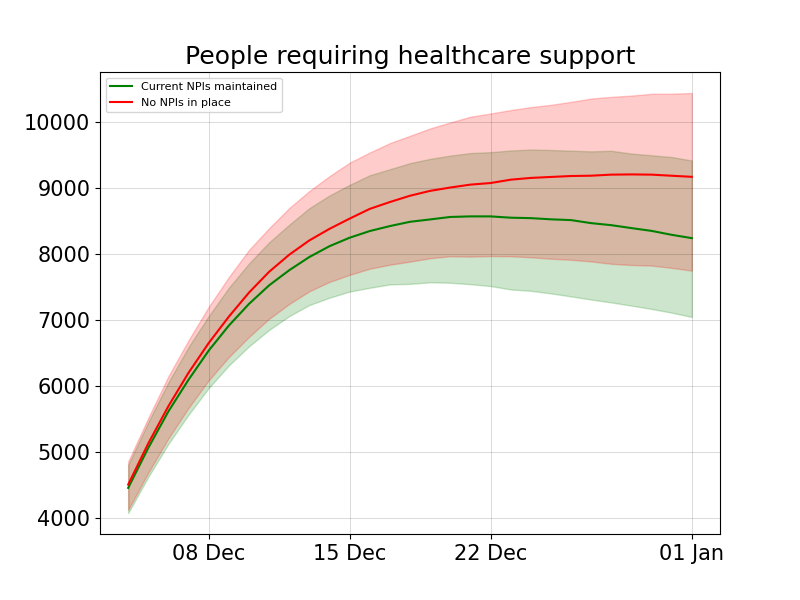 People requiring healthcare support
Current NPIs maintained
No NPIs in place
10000
9000
8000
7000
6000
5000
4000
08 Dec
15 Dec
22 Dec
01 Jan